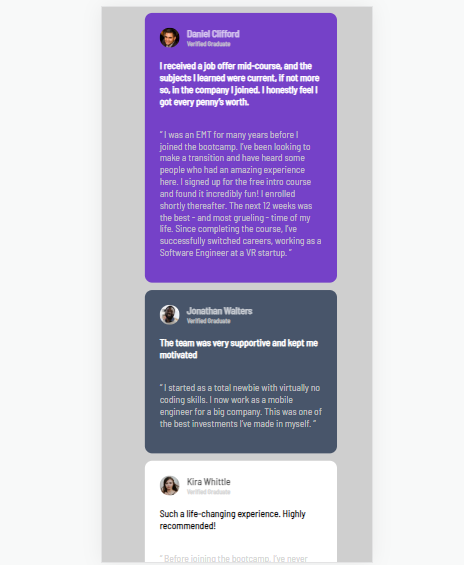 Daniel Clifford
Verified Graduate
I received a job offer mid-course, and the
subjects I learned were current, if not more
so, in the company I joined. I honestly feel I
got every penny's worth.
" I was an EMT for many years before I
joined the bootcamp. I've been looking to
make a transition and have heard some
people who had an amazing experience
here. I signed up for the free intro course
and found it incredibly fun! I enrolled
shortly thereafter. The next 12 weeks was
the best - and most grueling - time of my
life. Since completing the course, I've
successfully switched careers, working as a
Software Engineer at a VR startup. "
Jonathan Walters
Verified Graduate
The team was very supportive and kept me
motivated
" I started as a total newbie with virtually no
coding skills. I now work as a mobile
engineer for a big company. This was one of
the best investments I've made in myself. "
Kira Whittle
Verified Graduate
Such a life-changing experience. Highly
recommended!
" Before joining the bootcamp, I've never